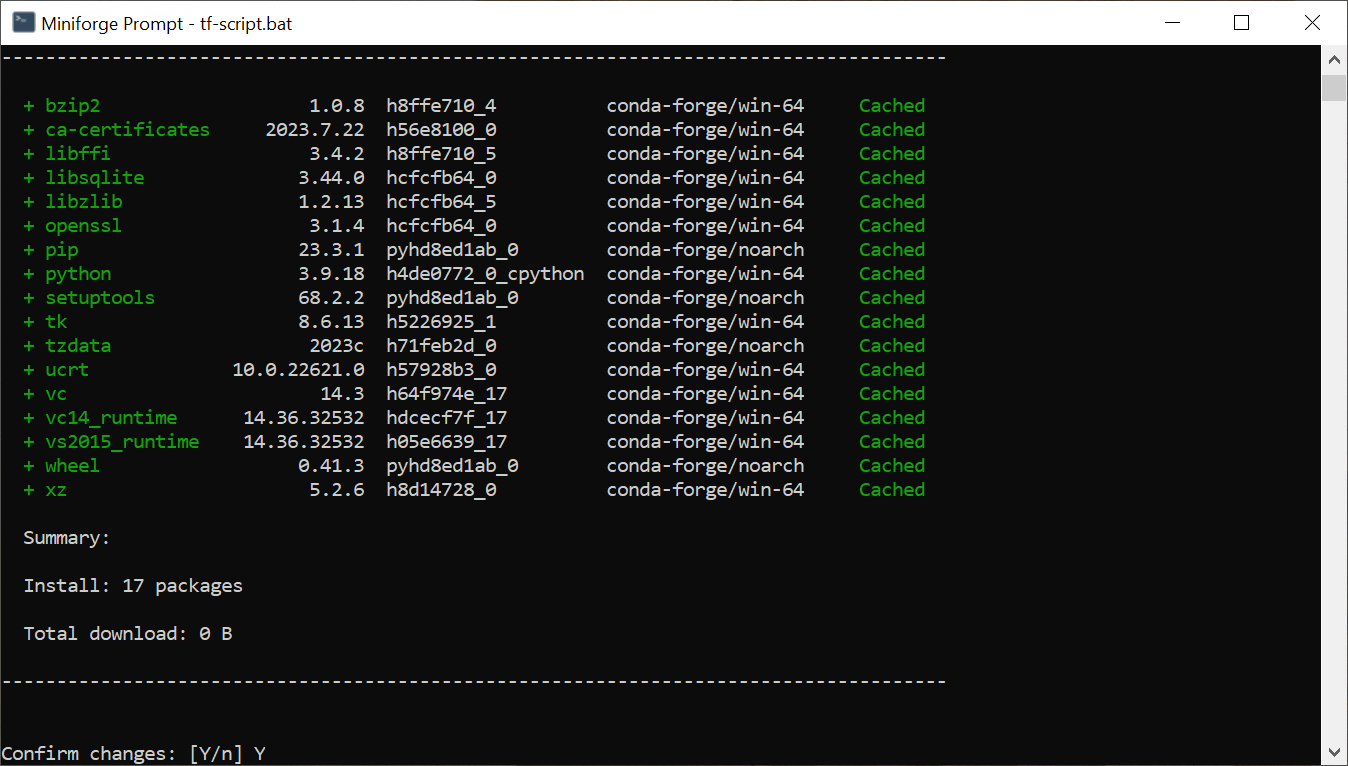 Miniforge Prompt - tf-script.bat
--------------------------------------------------------------------------------------
+ bzip2 1.0.8 h8ffe710_4 conda-forge/win-64 Cached
+ ca-certificates 2023.7.22 h56e8100_0 conda-forge/win-64 Cached
+ libffi 3.4.2 h8ffe710_5 conda-forge/win-64 Cached
+ libsqlite 3.44.0 hcfcfb64_0 conda-forge/win-64 Cached
+ libzlib 1.2.13 hcfcfb64_5 conda-forge/win-64 Cached
+ openssl 3.1.4 hcfcfb64_0 conda-forge/win-64 Cached
+ pip 23.3.1 pyhd8ed1ab_0 conda-forge/noarch Cached
+ python 3.9.18 h4de0772_0_cpython conda-forge/win-64 Cached
+ setuptools 68.2.2 pyhd8ed1ab_0 conda-forge/noarch Cached
+ tk 8.6.13 h5226925_1 conda-forge/win-64 Cached
+ tzdata 2023c h71feb2d_0 conda-forge/noarch Cached
+ ucrt 10.0.22621.0 h57928b3_0 conda-forge/win-64 Cached
+ vc 14.3 h64f974e_17 conda-forge/win-64 Cached
+ vc14_runtime 14.36.32532 hdcecf7f_17 conda-forge/win-64 Cached
+ vs2015_runtime 14.36.32532 h05e6639_17 conda-forge/win-64 Cached
+ wheel 0.41.3 pyhd8ed1ab_0 conda-forge/noarch Cached
+ xz 5.2.6 h8d14728_0 conda-forge/win-64 Cached
Summary:
Install: 17 packages
Total download: 0 B
--------------------------------------------------------------------------------------
Confirm changes: [Y/n] Y